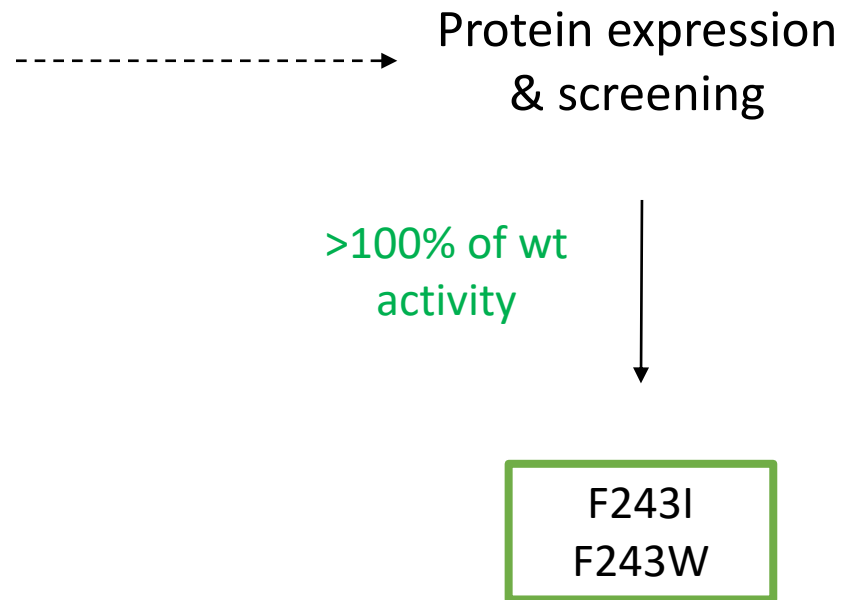 Protein expression
& screening
>100% of wt
activity
F243I
F243W